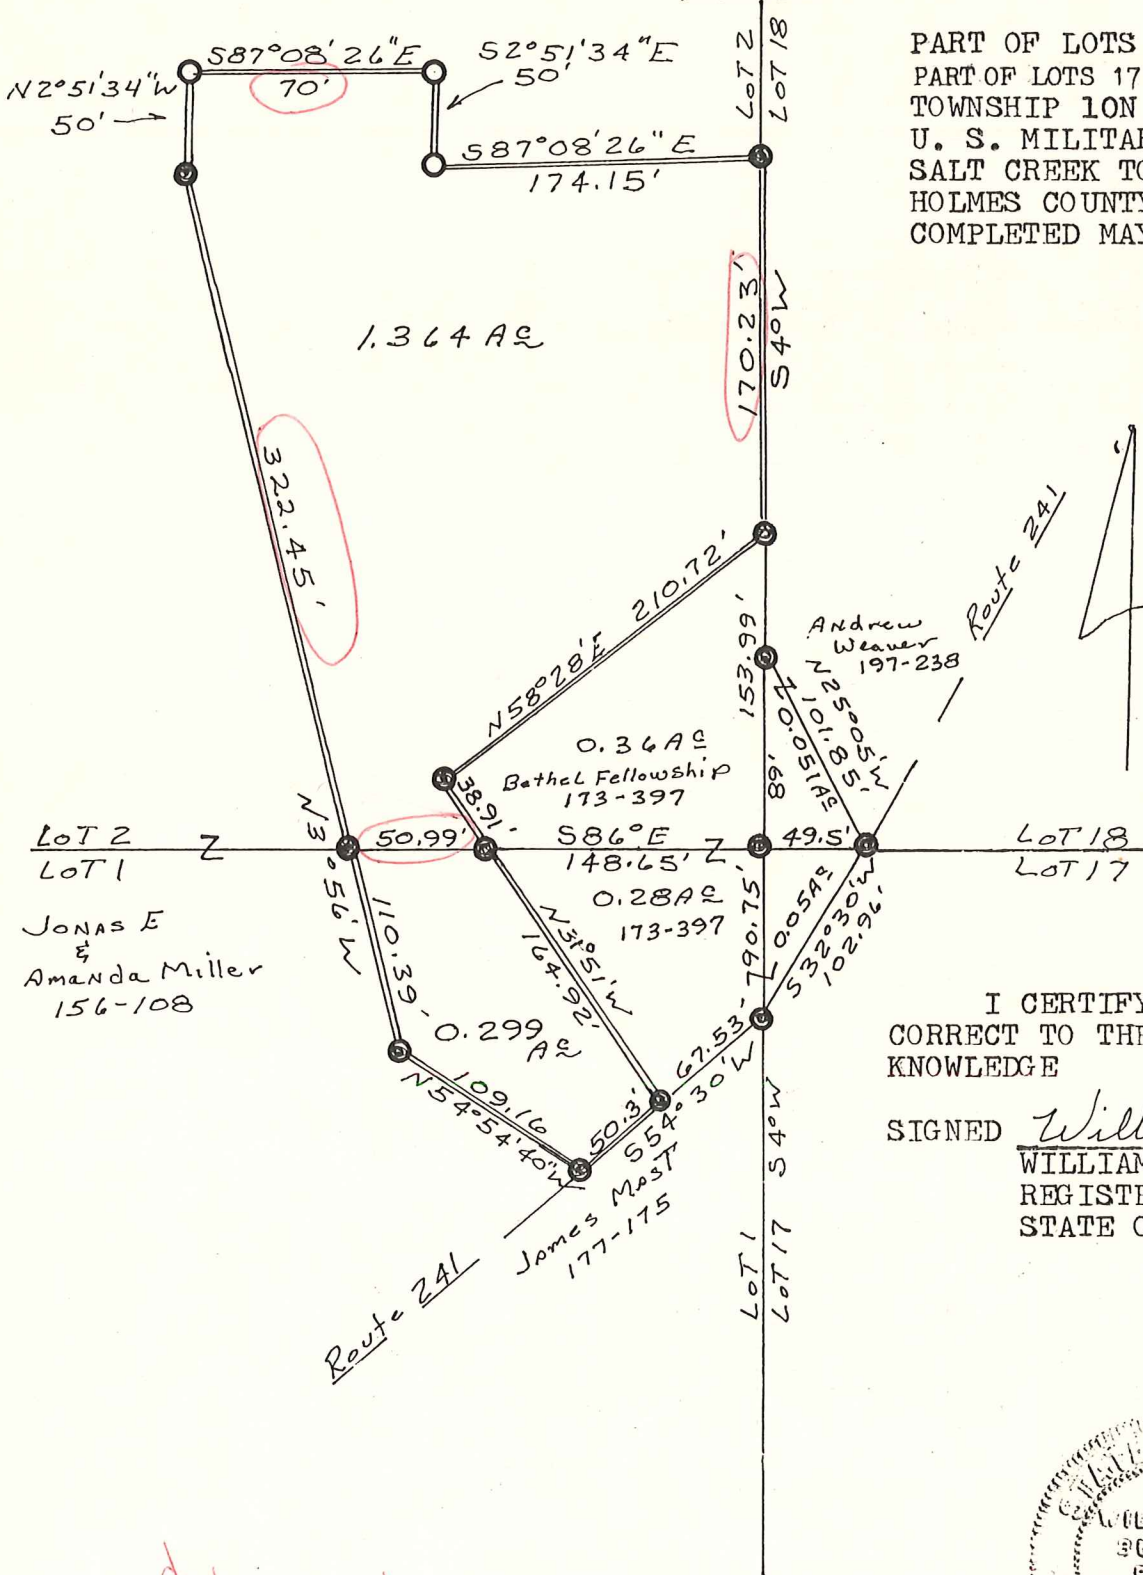 S87°08'26"E
70'
S2°51'34"E
50'
N2°51'34"W
50'
S87°08'26"E
174.15'
LOT 2
LOT 18
PART OF LOTS
PART OF LOTS 17
TOWNSHIP 10N
U. S. MILITA
SALT CREEK TO
HOLMES COUNTY
COMPLETED MAY
1.364 Ac
170.23'
S4°W
322.45'
210.72'
N58°28'E
Route 241
Andrew
Weaver
197-238
153.99'
N25°05'W
101.85'
0.051Ac
0.36Ac
Bethel Fellowship
173-397
38.91'
89'
LOT 2
LOT 1
N3°56'W
50.99'
S86°E
148.65'
49.5'
LOT 18
LOT 17
0.28Ac
173-397
JONAS E
&
Amanda Miller
156-108
110.39'
N31°51'W
164.92'
790.75'
0.05Ac
S32°30'W
102.96'
0.299
Ac
109.16
N54°54'40"W
67.53'
50.3'
S54°30'W
James Mast
177-175
S4°W
I CERTIFY
CORRECT TO THE
KNOWLEDGE
SIGNED Will
WILLIAM
REGISTE
STATE O
Route 241
LOT 1
LOT 17